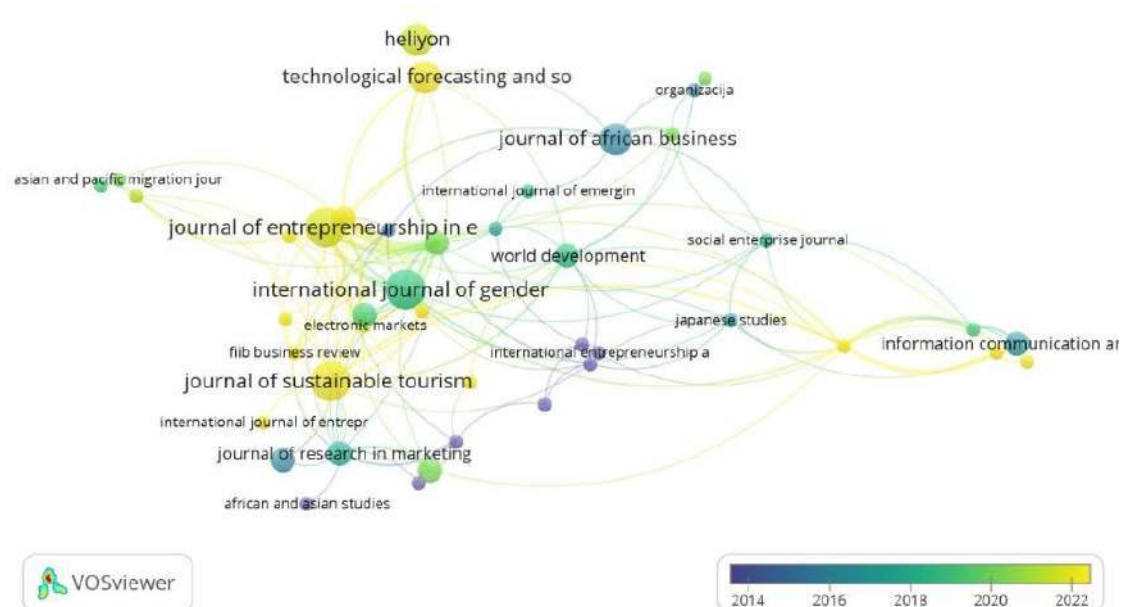 heliyon
technological forecasting and so
organizacija
journal of african business
asian and pacific migration jour
international journal of emergin
journal of entrepreneurship in e
social enterprise journal
world development
international journal of gender
electronic markets
japanese studies
information communication an
fiib business review
international entrepreneurship a
journal of sustainable tourism
international journal of entrepr
journal of research in marketing
african and asian studies
VOSviewer
2014 2016 2018 2020 2022